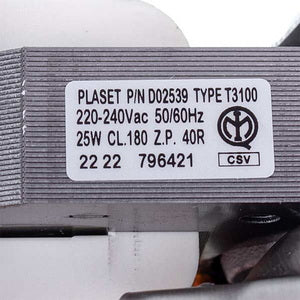 PLASET P/N D02539 TYPE T3100
220-240Vac 50/60Hz
25W CL.180 Z.P. 40R
22 22 796421
CSV